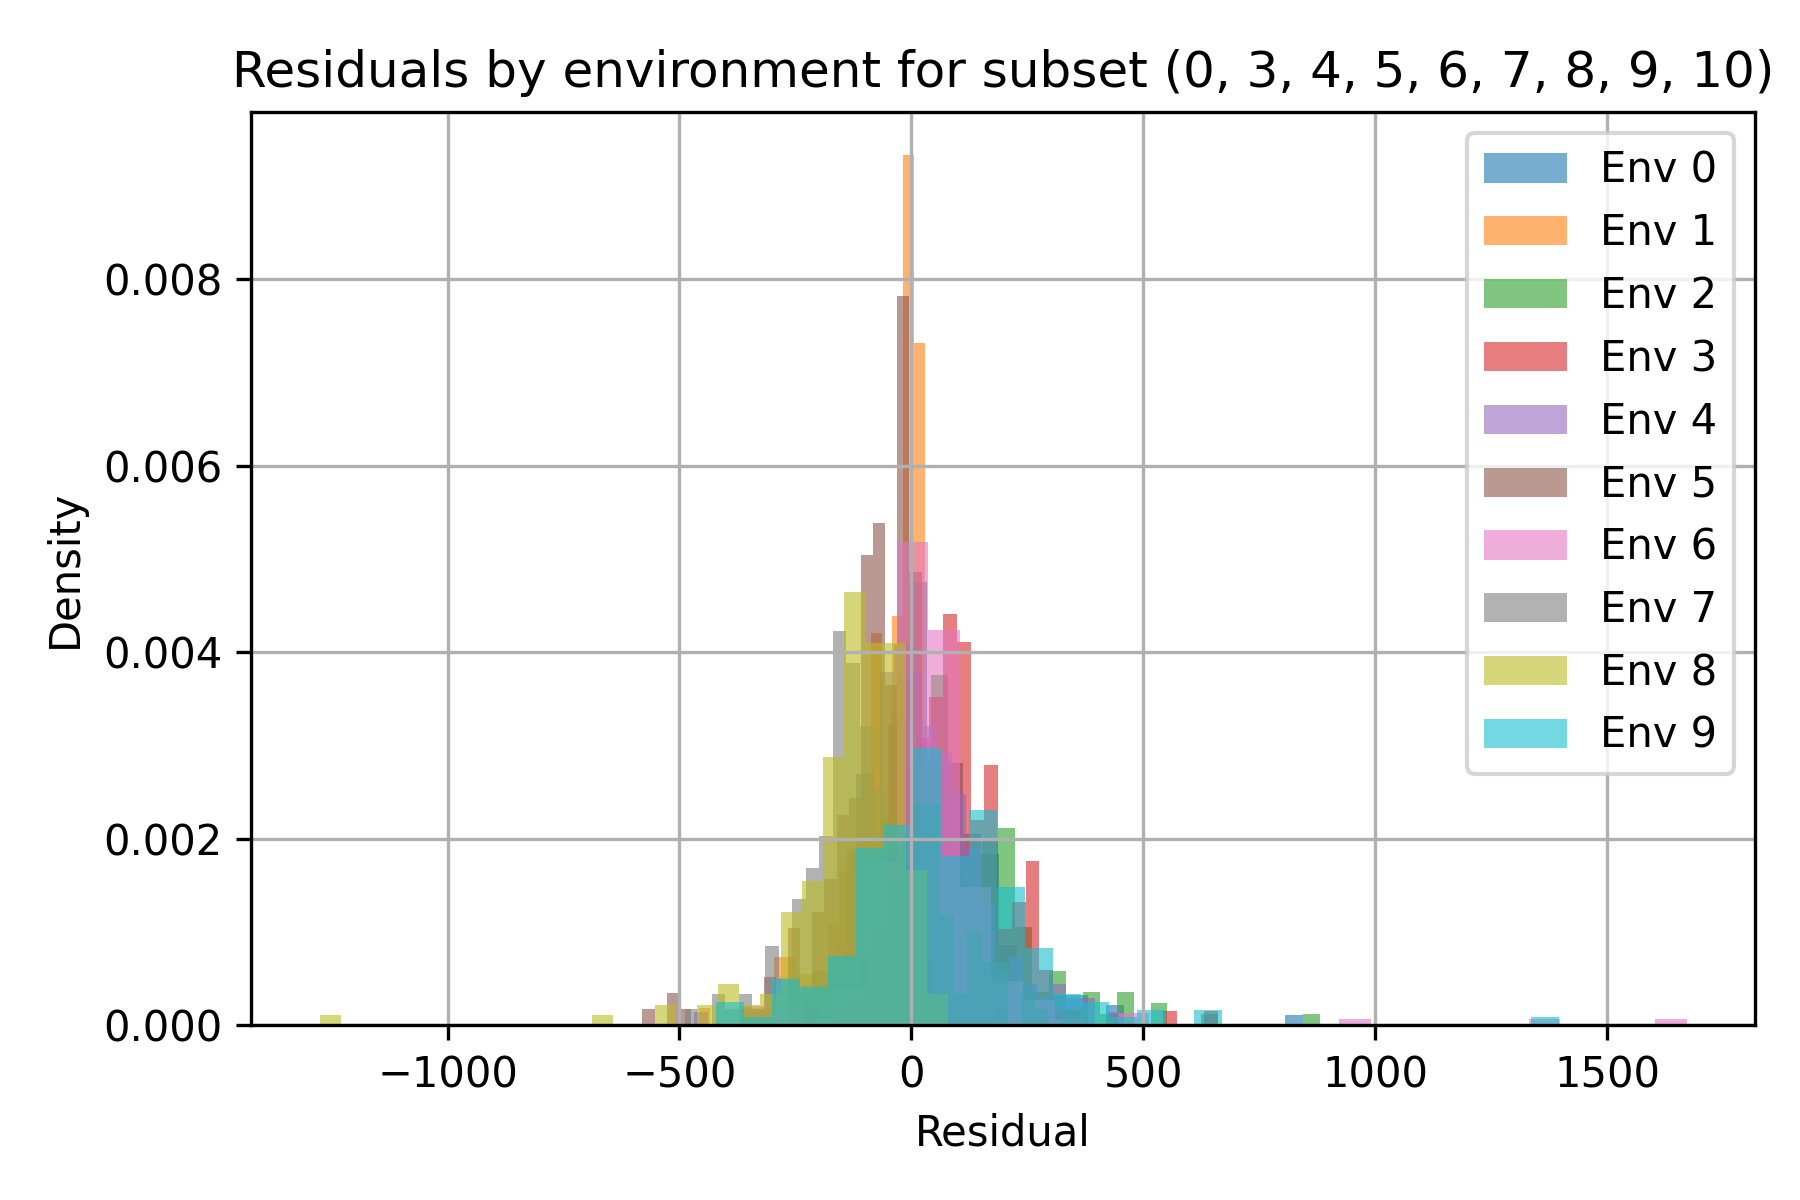 Residuals by environment for subset (0, 3, 4, 5, 6, 7, 8, 9, 10)
Env 0
Env 1
Env 2
Env 3
Env 4
Env 5
Env 6
Env 7
Env 8
Env 9
Density
0.008
0.006
0.004
0.002
0.000
−1000 −500 0 500 1000 1500
Residual